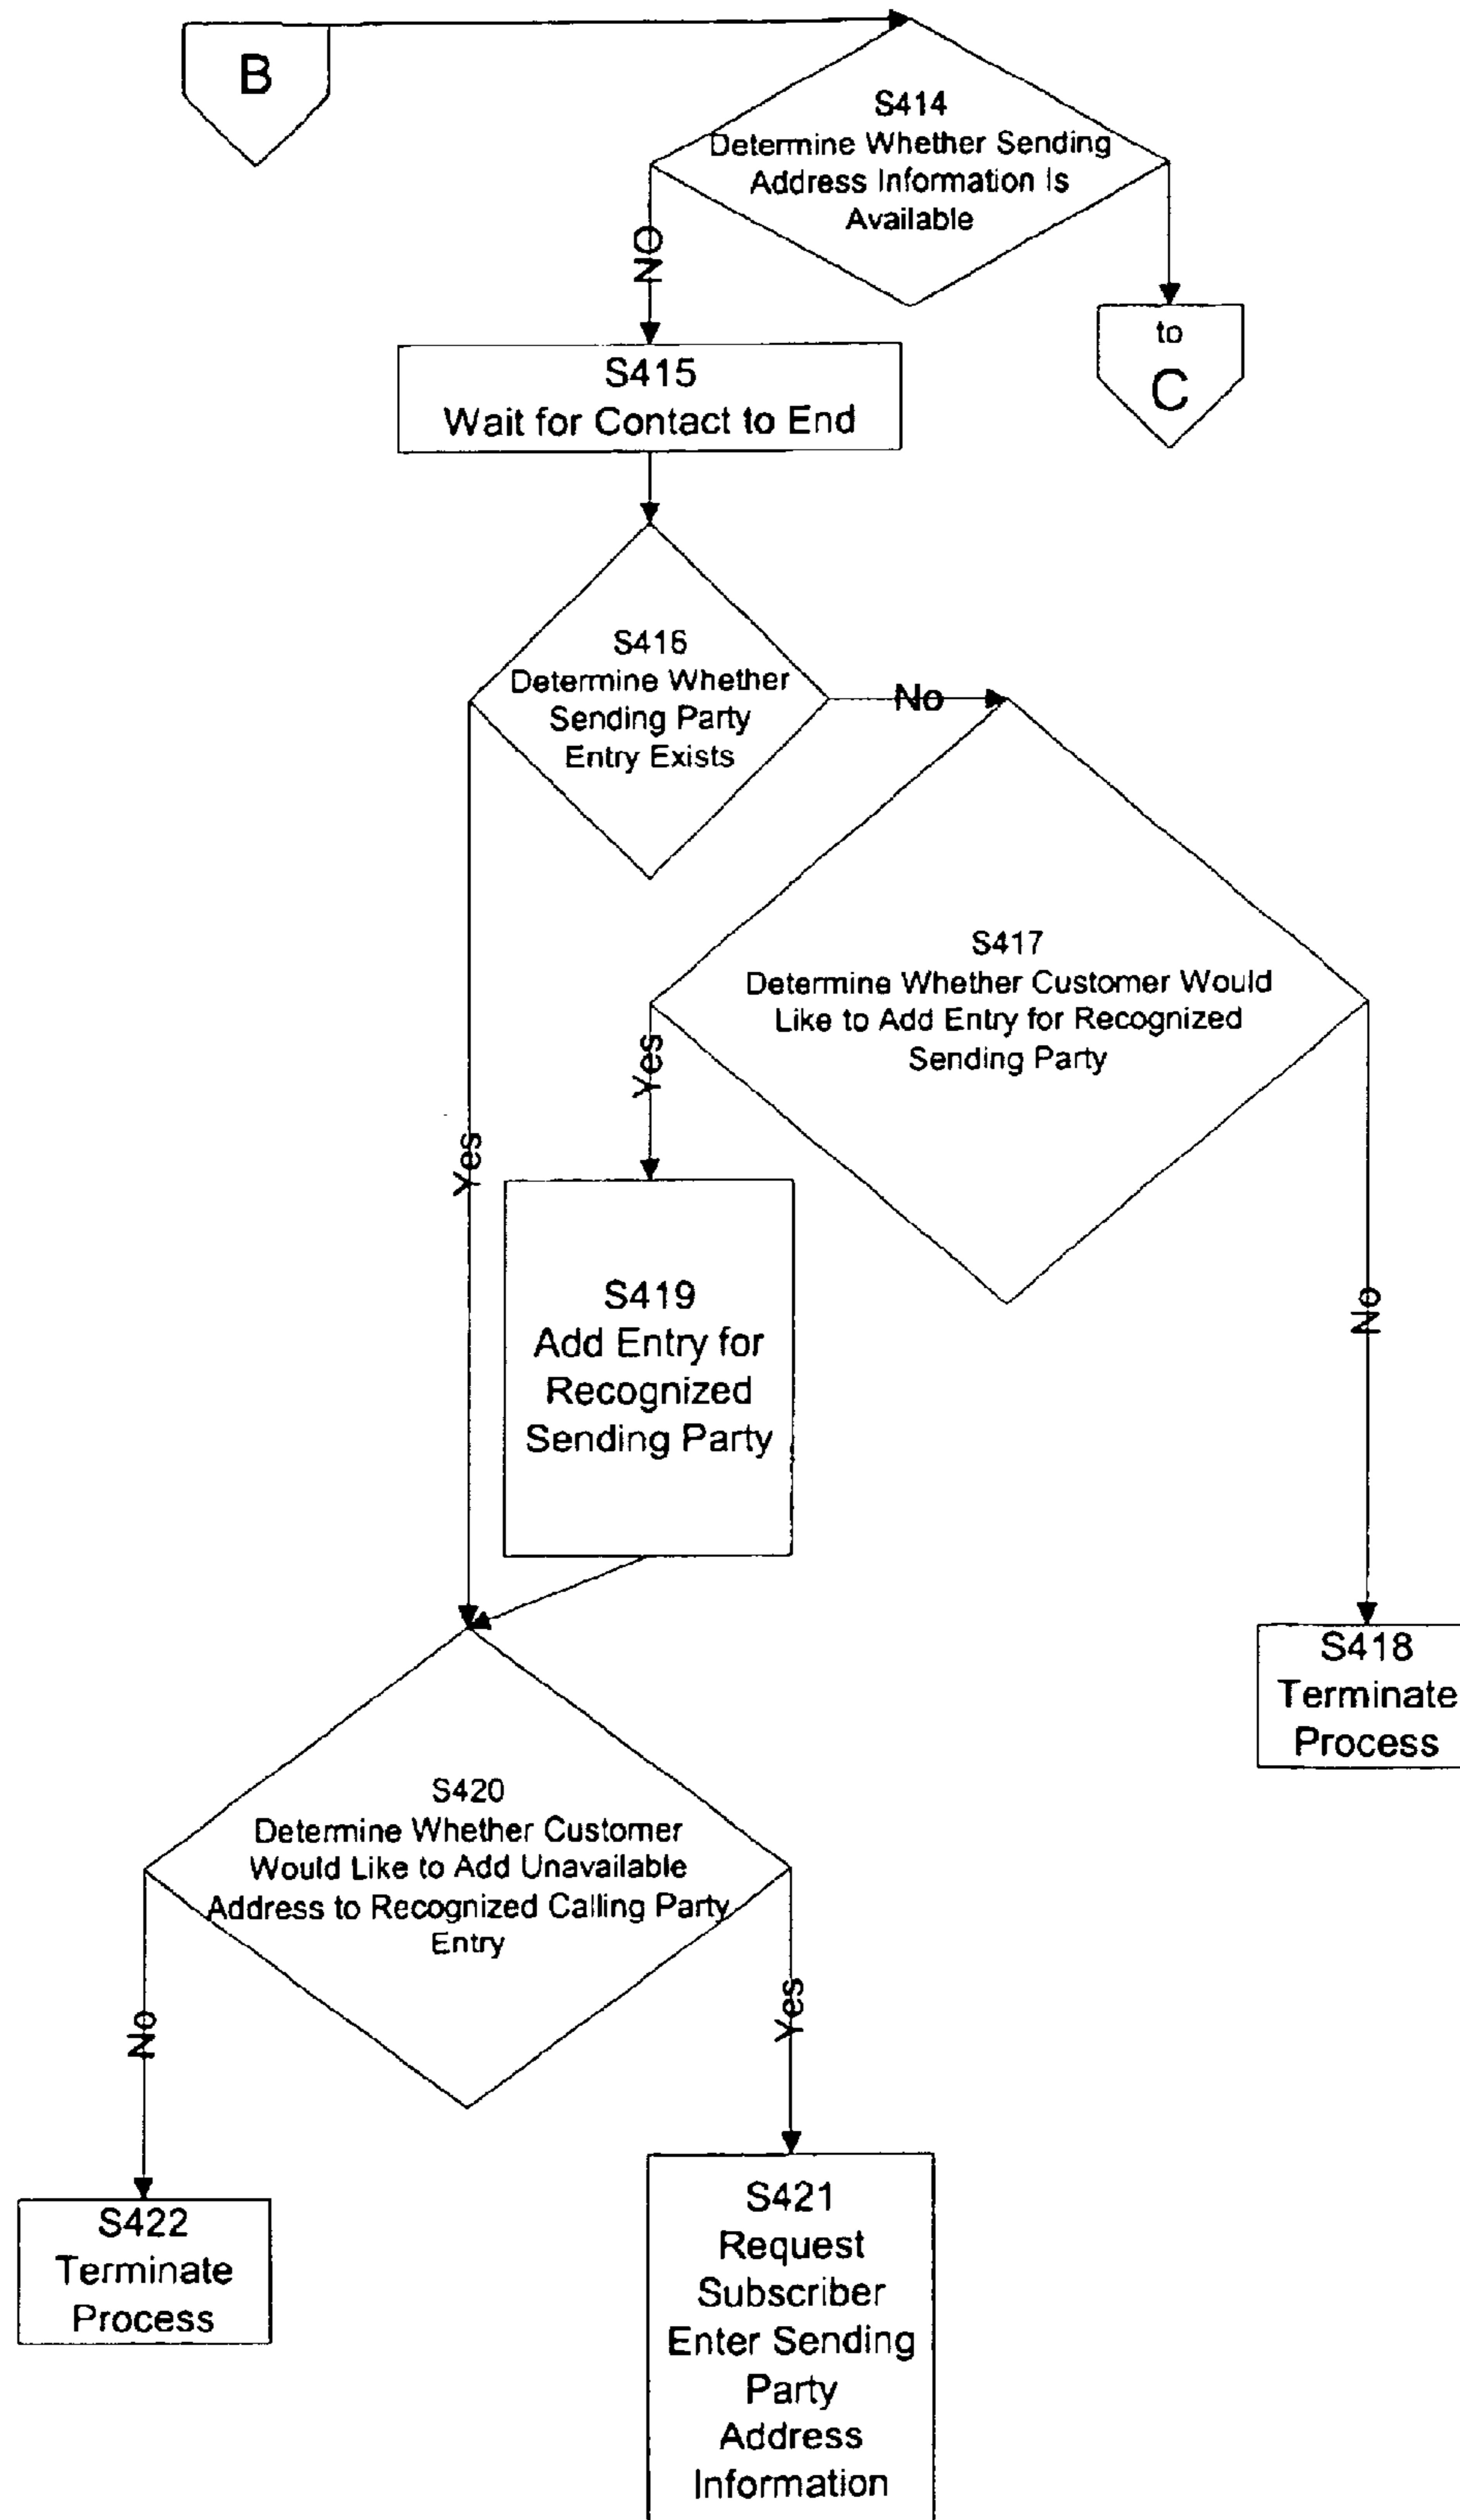 B
S414
Determine Whether Sending
Address Information Is
Available
NO
to
C
S415
Wait for Contact to End
S416
Determine Whether
Sending Party
Entry Exists
No
S417
Determine Whether Customer Would
Like to Add Entry for Recognized
Sending Party
Yes
Yes
S419
Add Entry for
Recognized
Sending Party
No
S418
Terminate
Process
S420
Determine Whether Customer
Would Like to Add Unavailable
Address to Recognized Calling Party
Entry
No
Yes
S422
Terminate
Process
S421
Request
Subscriber
Enter Sending
Party
Address
Information